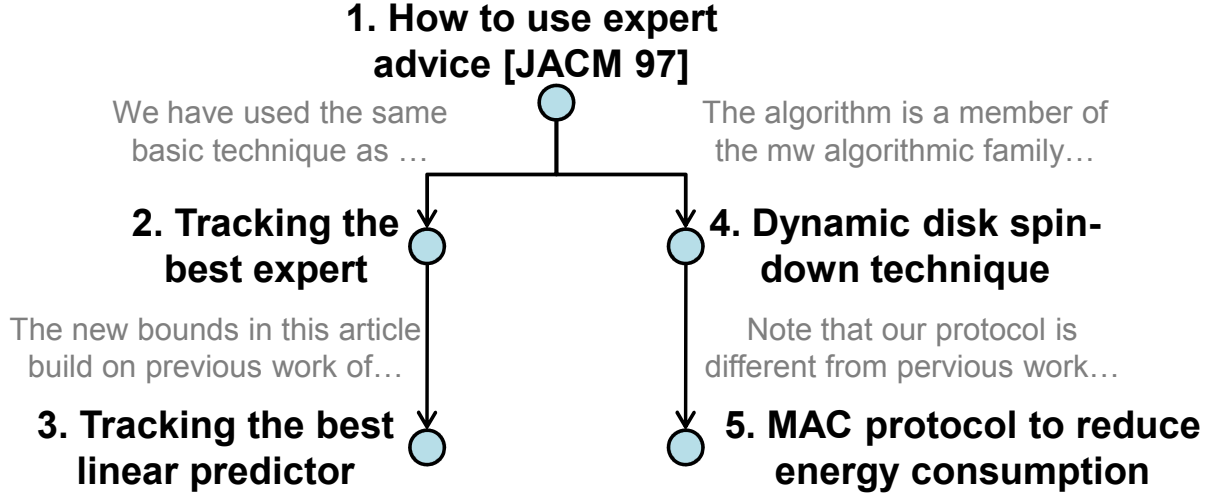 1. How to use expert
advice [JACM 97]
We have used the same
basic technique as …
The algorithm is a member of
the mw algorithmic family…
2. Tracking the
best expert
4. Dynamic disk spin-
down technique
The new bounds in this article
build on previous work of…
Note that our protocol is
different from pervious work…
3. Tracking the best
linear predictor
5. MAC protocol to reduce
energy consumption